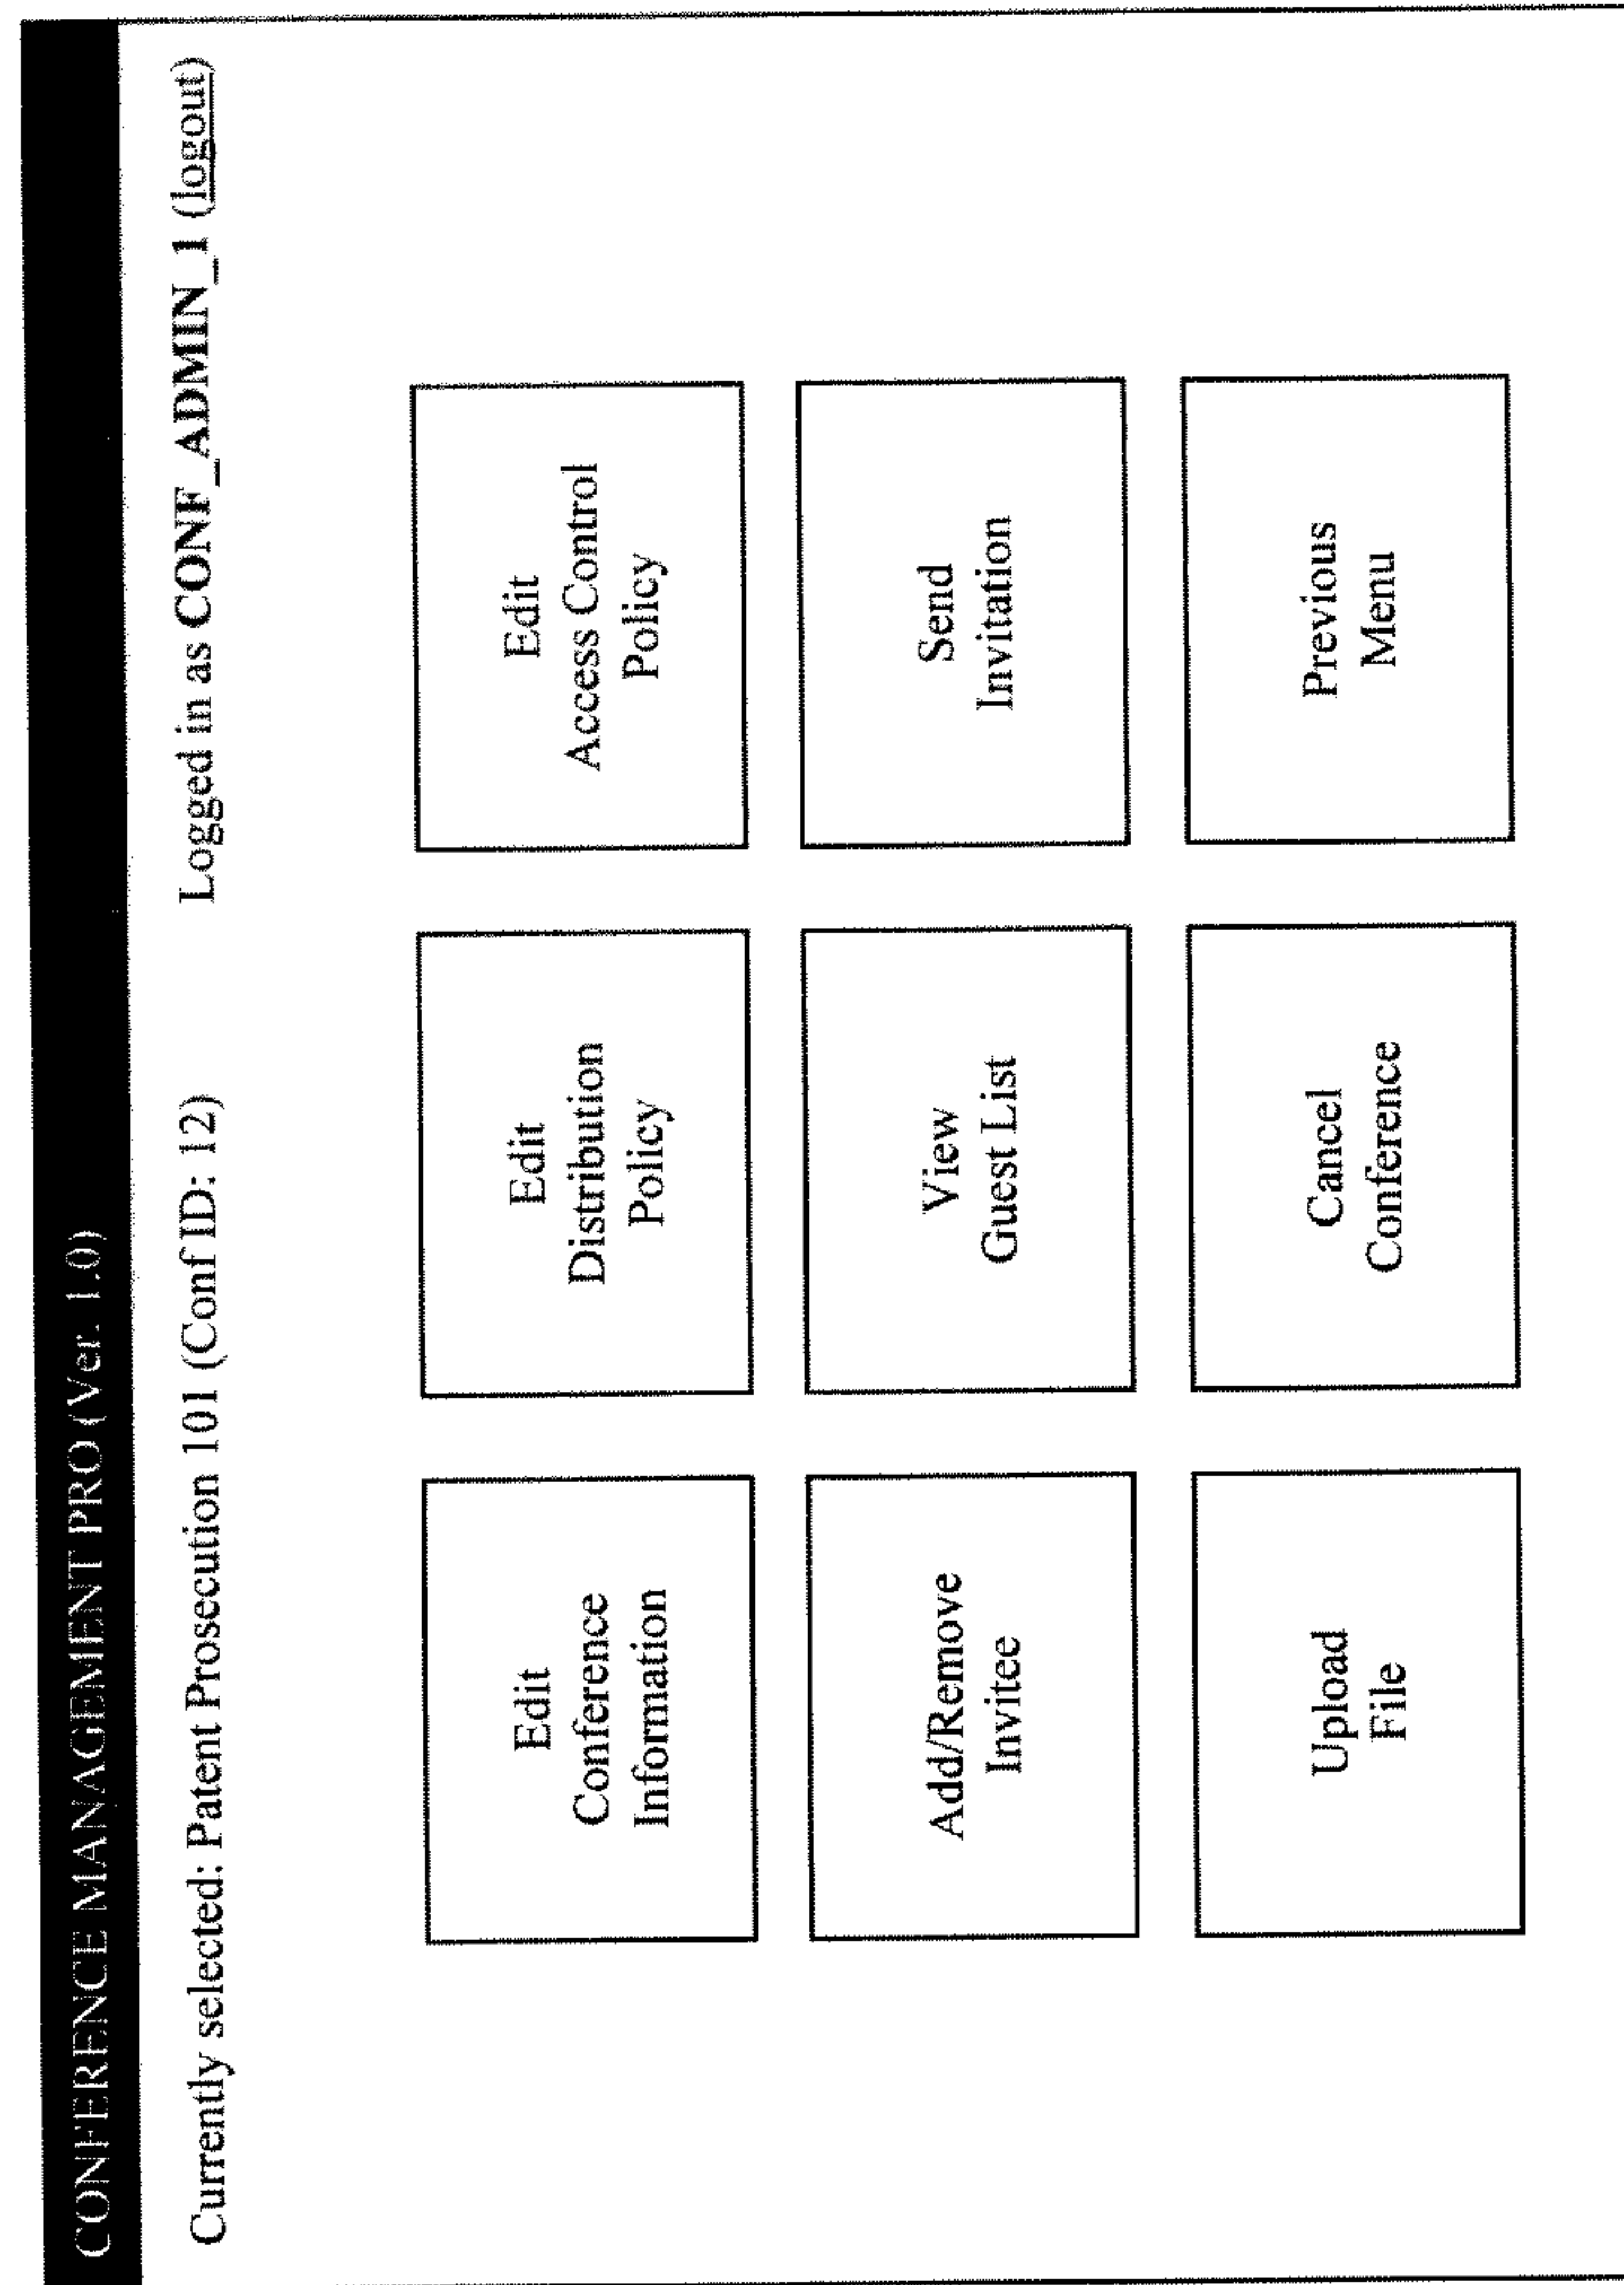 CONFERENCE MANAGEMENT PRO (Ver. 1.0)
Currently selected: Patent Prosecution 101 (Conf ID: 12)
Logged in as CONF_ADMIN_1 (logout)
Edit
Conference
Information
Edit
Distribution
Policy
Edit
Access Control
Policy
Add/Remove
Invitee
View
Guest List
Send
Invitation
Upload
File
Cancel
Conference
Previous
Menu